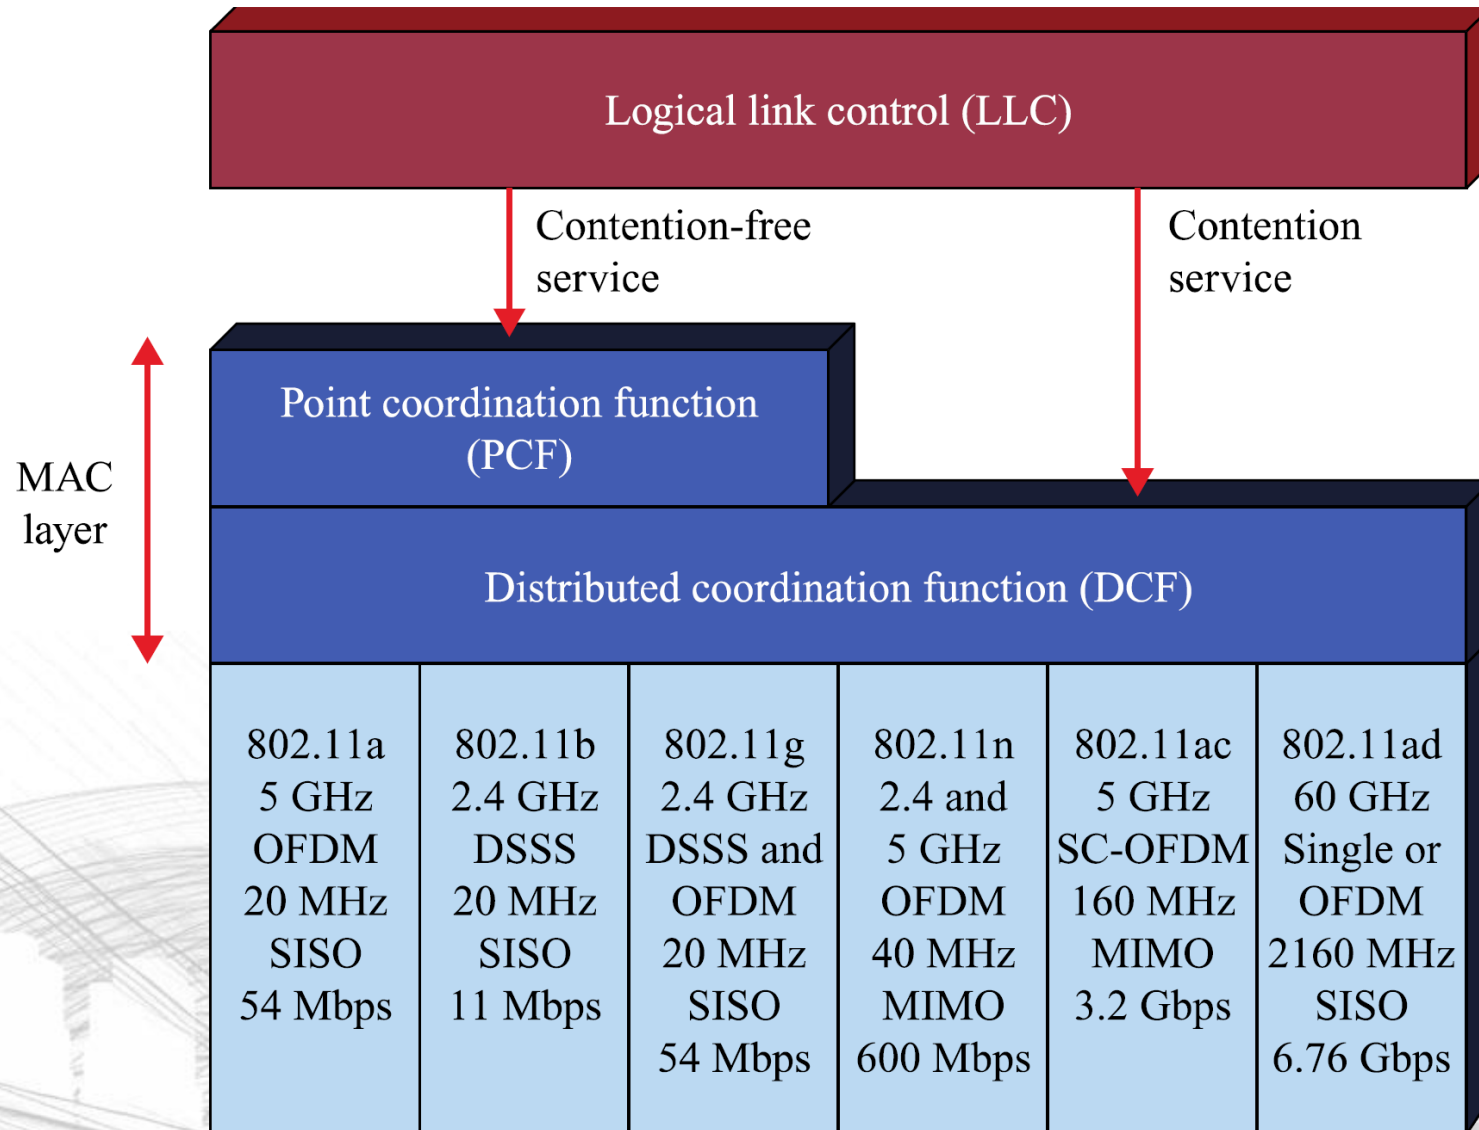 Logical link control (LLC)
Contention-free
service
Contention
service
Point coordination function
(PCF)
MAC
layer
Distributed coordination function (DCF)
802.11a
5 GHz
OFDM
20 MHz
SISO
54 Mbps
802.11b
2.4 GHz
DSSS
20 MHz
SISO
11 Mbps
802.11g
2.4 GHz
DSSS and
OFDM
20 MHz
SISO
54 Mbps
802.11n
2.4 and
5 GHz
OFDM
40 MHz
MIMO
600 Mbps
802.11ac
5 GHz
SC-OFDM
160 MHz
MIMO
3.2 Gbps
802.11ad
60 GHz
Single or
OFDM
2160 MHz
SISO
6.76 Gbps